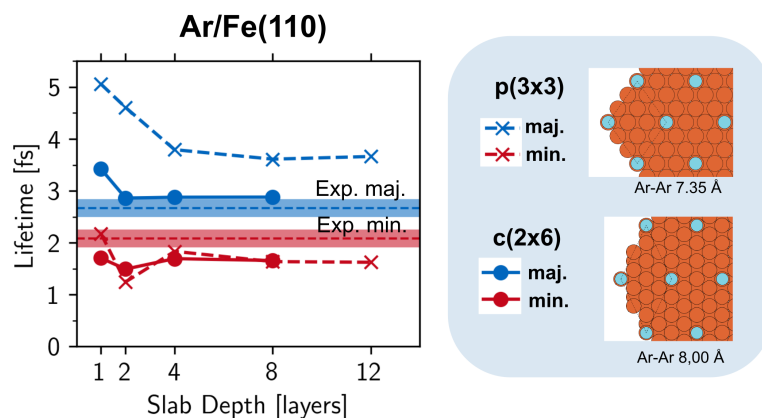 Ar/Fe(110)
Lifetime [fs]
5
4
3
2
1
0
Exp. maj.
Exp. min.
1 2 4 8 12
Slab Depth [layers]
p(3x3)
maj.
min.
Ar-Ar 7.35 Å
c(2x6)
maj.
min.
Ar-Ar 8,00 Å